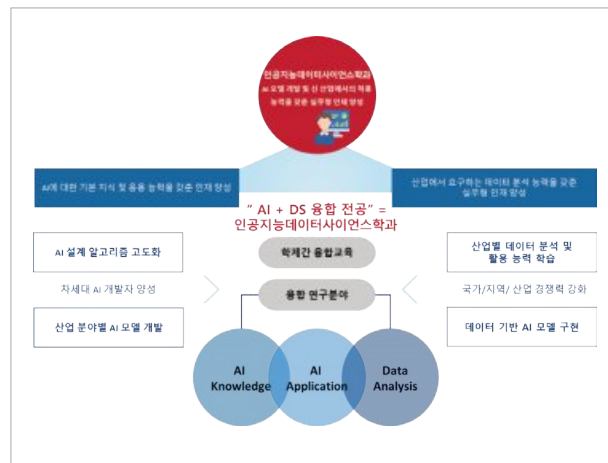 인공지능데이터사이언스학과
AI 모델 개발 및 신 산업에서의 적용
능력을 갖춘 실무형 인재 양성
AI에 대한 기본 지식 및 응용 능력을 갖춘 인재 양성
산업에서 요구하는 데이터 분석 능력을 갖춘
실무형 인재 양성
“ AI + DS 융합 전공” =
인공지능데이터사이언스학과
AI 설계 알고리즘 고도화
차세대 AI 개발자 양성
산업 분야별 AI 모델 개발
학제간 융합교육
융합 연구분야
산업별 데이터 분석 및
활용 능력 학습
국가/지역/ 산업 경쟁력 강화
데이터 기반 AI 모델 구현
AI
Knowledge
AI
Application
Data
Analysis